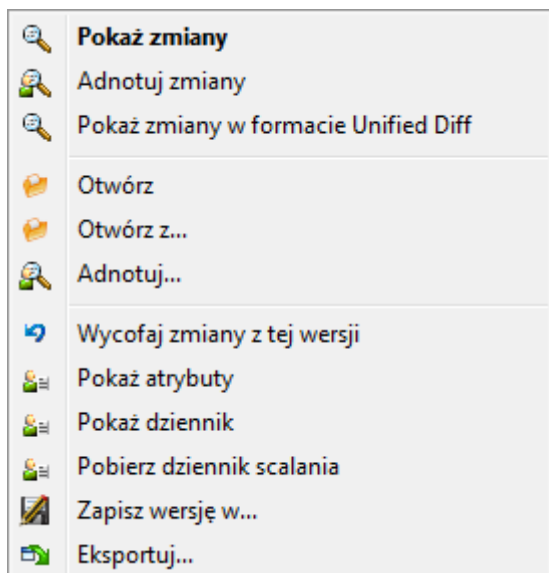 Pokaż zmiany
Adnotuj zmiany
Pokaż zmiany w formacie Unified Diff
Otwórz
Otwórz z...
Adnotuj...
Wycofaj zmiany z tej wersji
Pokaż atrybuty
Pokaż dziennik
Pobierz dziennik scalania
Zapisz wersję w...
Eksportuj...